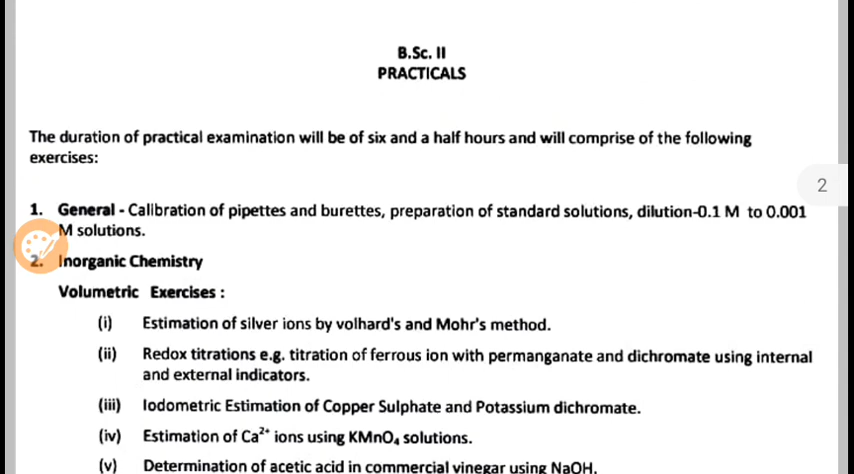 B.Sc. II
PRACTICALS
The duration of practical examination will be of six and a half hours and will comprise of the following
exercises:
2
1. General - Calibration of pipettes and burettes, preparation of standard solutions, dilution-0.1 M to 0.001
M solutions.
2. Inorganic Chemistry
Volumetric Exercises :
(i) Estimation of silver ions by volhard's and Mohr's method.
(ii) Redox titrations e.g. titration of ferrous ion with permanganate and dichromate using internal
and external indicators.
(iii) Iodometric Estimation of Copper Sulphate and Potassium dichromate.
(iv) Estimation of Ca²⁺ ions using KMnO₄ solutions.
(v) Determination of acetic acid in commercial vinegar using NaOH.